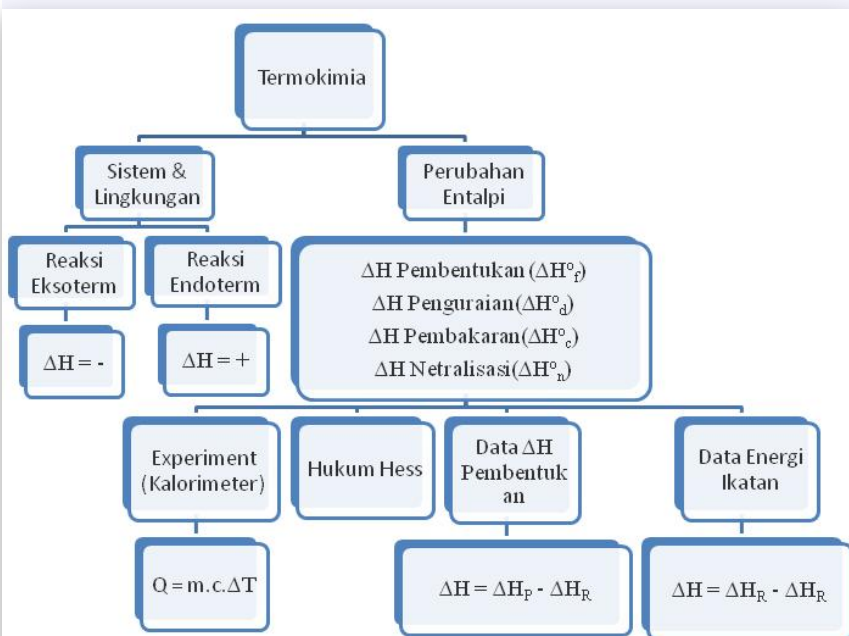 Termokimia
Sistem &
Lingkungan
Perubahan
Entalpi
Reaksi
Eksoterm
Reaksi
Endoterm
ΔH = -
ΔH = +
ΔH Pembentukan (ΔH°f)
ΔH Penguraian(ΔH°d)
ΔH Pembakaran(ΔH°c)
ΔH Netralisasi(ΔH°n)
Experiment
(Kalorimeter)
Hukum Hess
Data ΔH
Pembentuk
an
Data Energi
Ikatan
Q = m.c.ΔT
ΔH = ΔHP - ΔHR
ΔH = ΔHR - ΔHR